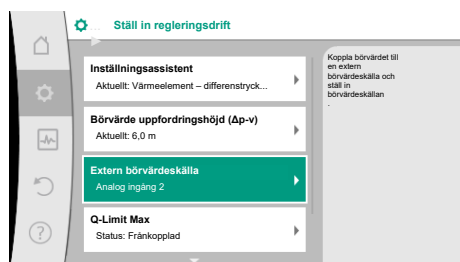 Ställ in regleringsdrift
Inställningsassistent
Aktuellt: Värmeelement – differenstryck...
Börvärde uppfordringshöjd (Δp-v)
Aktuellt: 6,0 m
Extern börvärdeskälla
Analog ingång 2
Q-Limit Max
Status: Frånkopplad
Koppla börvärdet till
en extern
börvärdeskälla och
ställ in
börvärdeskällan
.